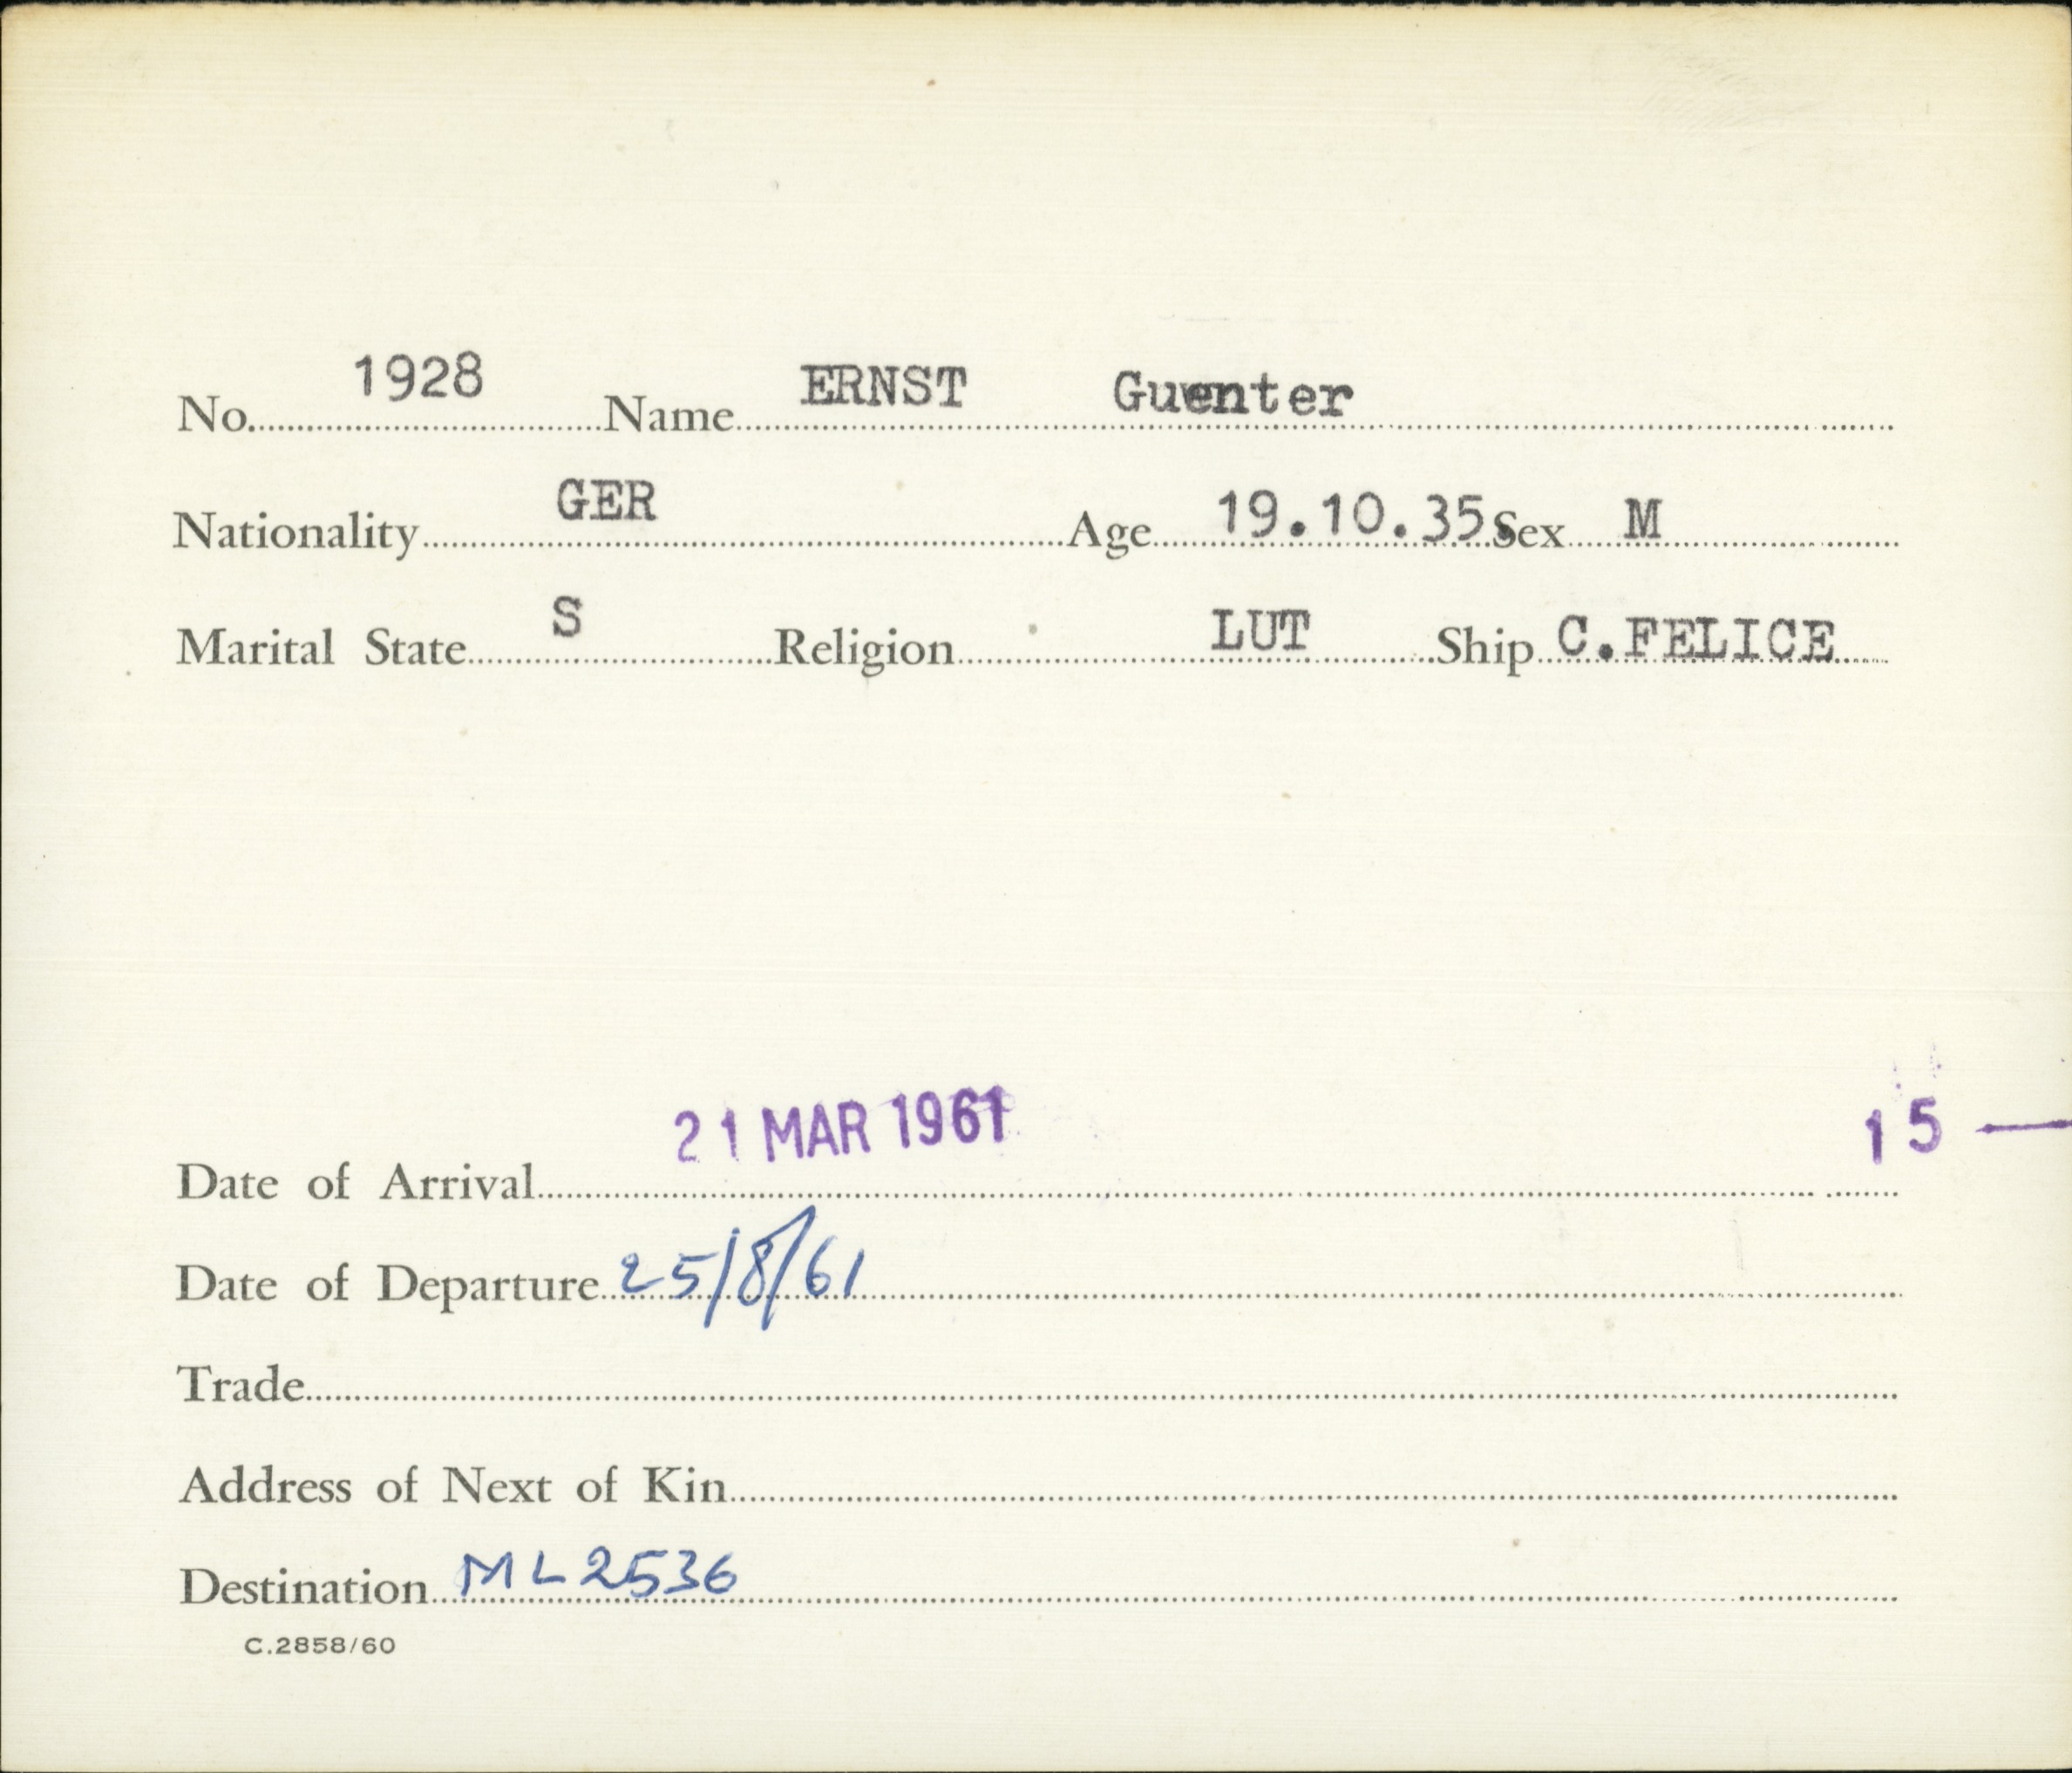 No. 1928 Name ERNST Guenter
Nationality GER Age 19.10.35. Sex M
Marital State S Religion LUT Ship C.FELICE
21 MAR 1961 15 —
Date of Arrival
Date of Departure 25/8/61
Trade
Address of Next of Kin
Destination ML2536
C.2858/60